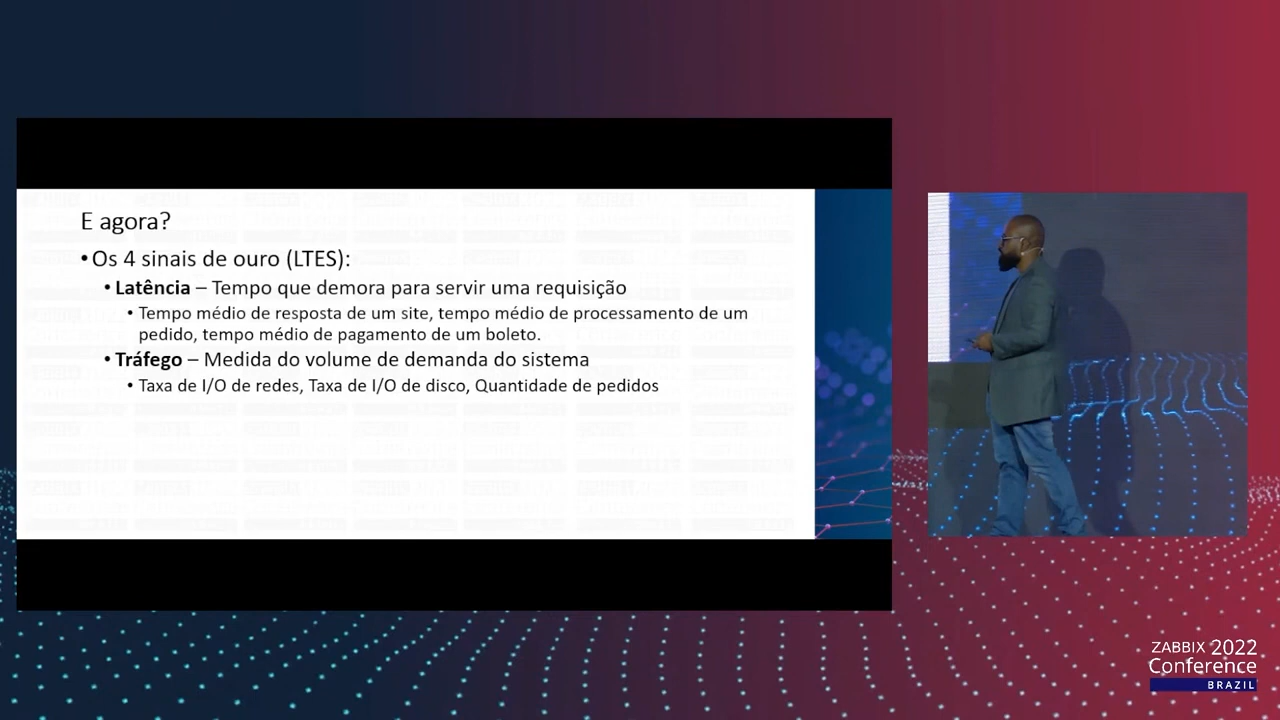 E agora?
•Os 4 sinais de ouro (LTES):
•Latência – Tempo que demora para servir uma requisição
•Tempo médio de resposta de um site, tempo médio de processamento de um
pedido, tempo médio de pagamento de um boleto.
•Tráfego – Medida do volume de demanda do sistema
•Taxa de I/O de redes, Taxa de I/O de disco, Quantidade de pedidos
ZABBIX 2022
Conference
BRAZIL